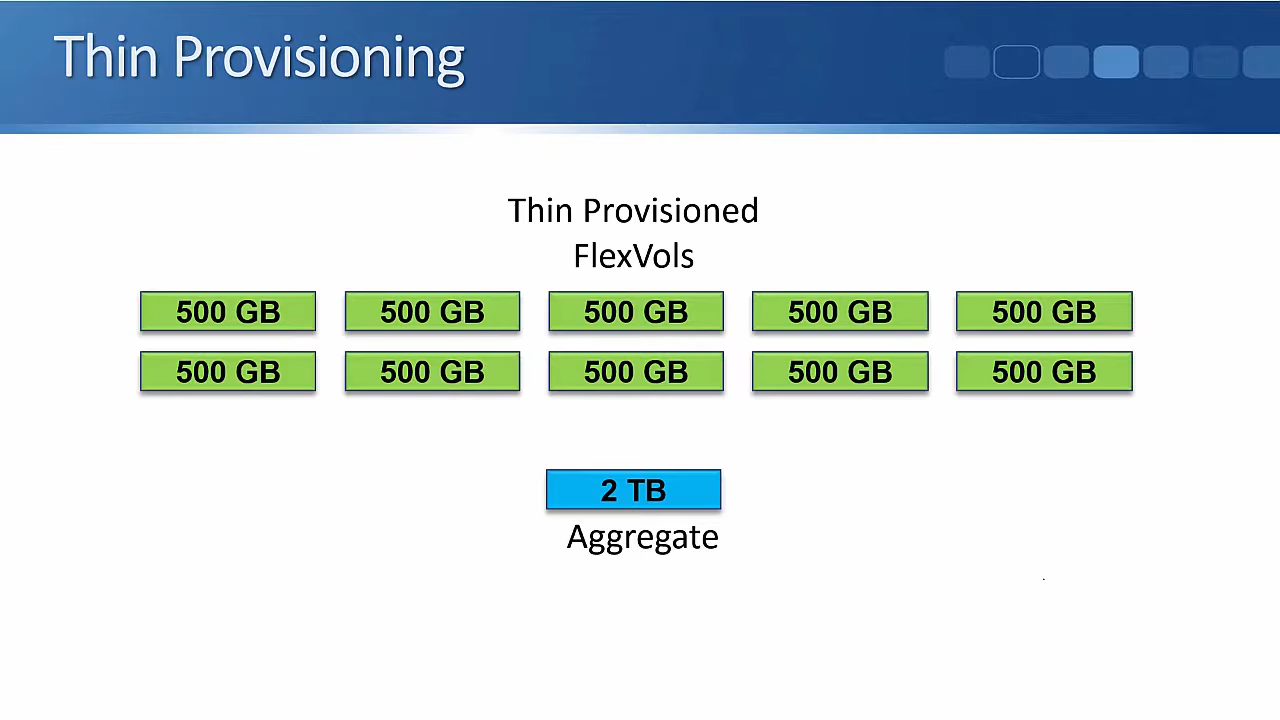 Thin Provisioning
Thin Provisioned
FlexVols
500 GB 500 GB 500 GB 500 GB 500 GB
500 GB 500 GB 500 GB 500 GB 500 GB
2 TB
Aggregate